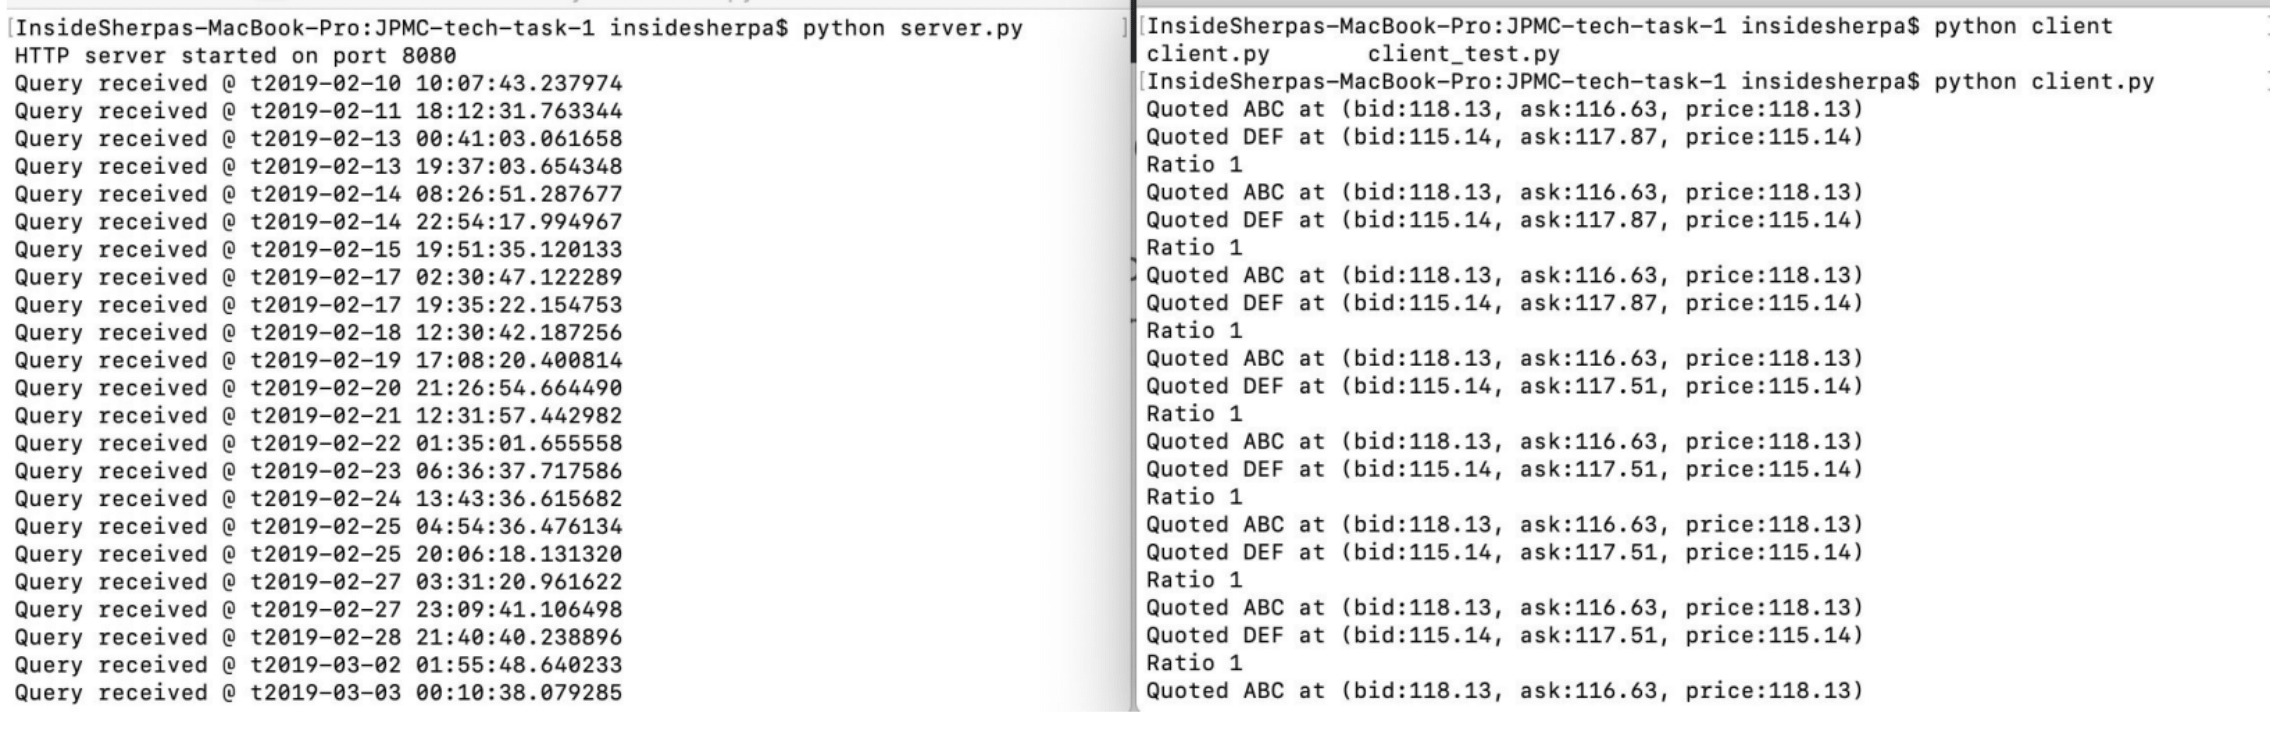 [InsideSherpas-MacBook-Pro:JPMC-tech-task-1 insidesherpa$ python server.py ]
HTTP server started on port 8080
Query received @ t2019-02-10 10:07:43.237974
Query received @ t2019-02-11 18:12:31.763344
Query received @ t2019-02-13 00:41:03.061658
Query received @ t2019-02-13 19:37:03.654348
Query received @ t2019-02-14 08:26:51.287677
Query received @ t2019-02-14 22:54:17.994967
Query received @ t2019-02-15 19:51:35.120133
Query received @ t2019-02-17 02:30:47.122289
Query received @ t2019-02-17 19:35:22.154753
Query received @ t2019-02-18 12:30:42.187256
Query received @ t2019-02-19 17:08:20.400814
Query received @ t2019-02-20 21:26:54.664490
Query received @ t2019-02-21 12:31:57.442982
Query received @ t2019-02-22 01:35:01.655558
Query received @ t2019-02-23 06:36:37.717586
Query received @ t2019-02-24 13:43:36.615682
Query received @ t2019-02-25 04:54:36.476134
Query received @ t2019-02-25 20:06:18.131320
Query received @ t2019-02-27 03:31:20.961622
Query received @ t2019-02-27 23:09:41.106498
Query received @ t2019-02-28 21:40:40.238896
Query received @ t2019-03-02 01:55:48.640233
Query received @ t2019-03-03 00:10:38.079285
[InsideSherpas-MacBook-Pro:JPMC-tech-task-1 insidesherpa$ python client ]
client.py client_test.py
[InsideSherpas-MacBook-Pro:JPMC-tech-task-1 insidesherpa$ python client.py ]
Quoted ABC at (bid:118.13, ask:116.63, price:118.13)
Quoted DEF at (bid:115.14, ask:117.87, price:115.14)
Ratio 1
Quoted ABC at (bid:118.13, ask:116.63, price:118.13)
Quoted DEF at (bid:115.14, ask:117.87, price:115.14)
Ratio 1
Quoted ABC at (bid:118.13, ask:116.63, price:118.13)
Quoted DEF at (bid:115.14, ask:117.87, price:115.14)
Ratio 1
Quoted ABC at (bid:118.13, ask:116.63, price:118.13)
Quoted DEF at (bid:115.14, ask:117.51, price:115.14)
Ratio 1
Quoted ABC at (bid:118.13, ask:116.63, price:118.13)
Quoted DEF at (bid:115.14, ask:117.51, price:115.14)
Ratio 1
Quoted ABC at (bid:118.13, ask:116.63, price:118.13)
Quoted DEF at (bid:115.14, ask:117.51, price:115.14)
Ratio 1
Quoted ABC at (bid:118.13, ask:116.63, price:118.13)
Quoted DEF at (bid:115.14, ask:117.51, price:115.14)
Ratio 1
Quoted ABC at (bid:118.13, ask:116.63, price:118.13)